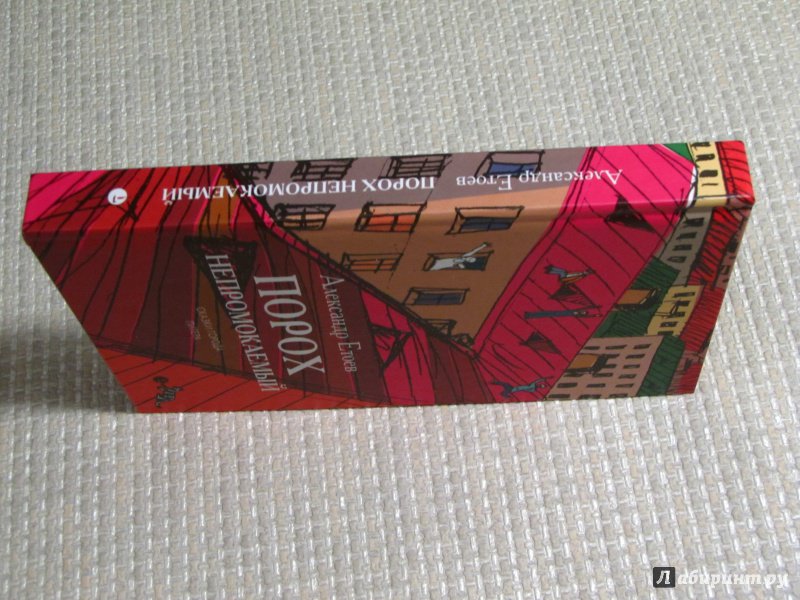 Александр Етоев
ПОРОХ НЕПРОМОКАЕМЫЙ
Александр Етоев
ПОРОХ
НЕПРОМОКАЕМЫЙ
Лабиринт.ру